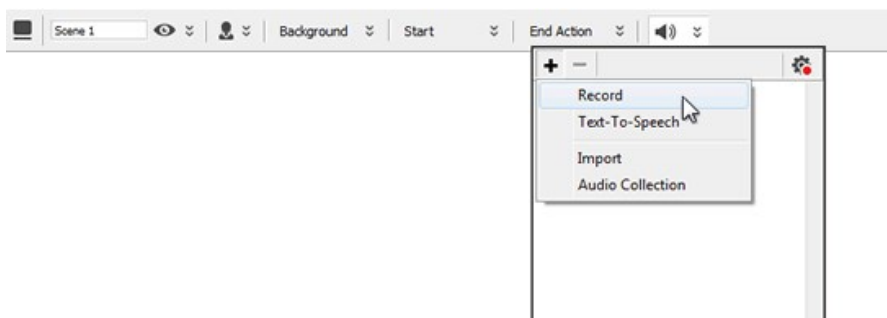 Scene 1 Background Start End Action
Record
Text-To-Speech
Import
Audio Collection